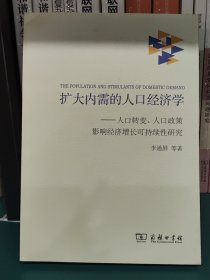 THE POPULATION AND STIMULANTS OF DOMESTIC DEMAND
扩大内需的人口经济学
——人口转变、人口政策
影响经济增长可持续性研究
李通屏 等著
商务印书馆